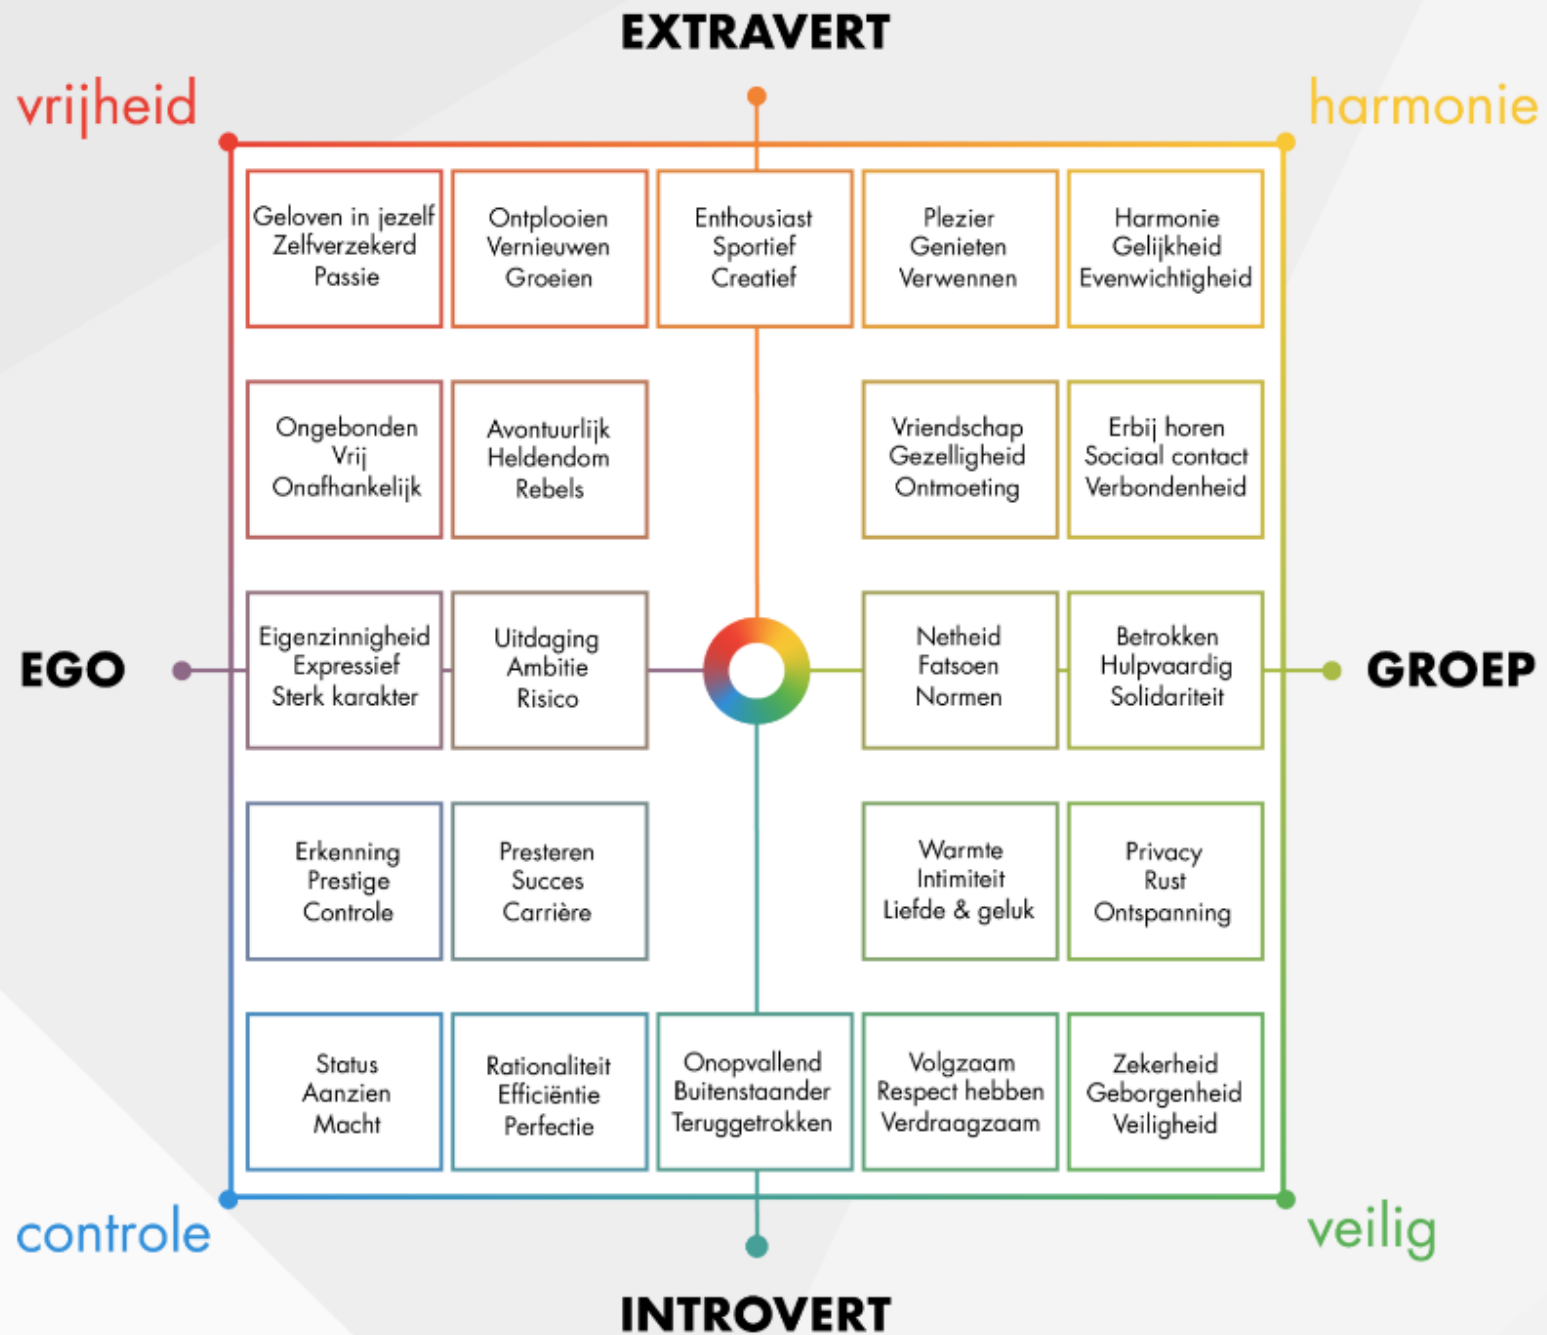 EXTRAVERT
vrijheid
harmonie
Geloven in jezelf
Zelfverzekerd
Passie
Ontplooien
Vernieuwen
Groeien
Enthousiast
Sportief
Creatief
Plezier
Genieten
Verwennen
Harmonie
Gelijkheid
Evenwichtigheid
Ongebonden
Vrij
Onafhankelijk
Avontuurlijk
Heldendom
Rebels
Vriendschap
Gezelligheid
Ontmoeting
Erbij horen
Sociaal contact
Verbondenheid
EGO
Eigenzinnigheid
Expressief
Sterk karakter
Uitdaging
Ambitie
Risico
Netheid
Fatsoen
Normen
Betrokken
Hulpvaardig
Solidariteit
GROEP
Erkenning
Prestige
Controle
Presteren
Succes
Carrière
Warmte
Intimiteit
Liefde & geluk
Privacy
Rust
Ontspanning
Status
Aanzien
Macht
Rationaliteit
Efficiëntie
Perfectie
Onopvallend
Buitenstaander
Teruggetrokken
Volgzaam
Respect hebben
Verdraagzaam
Zekerheid
Geborgenheid
Veiligheid
controle
veilig
INTROVERT